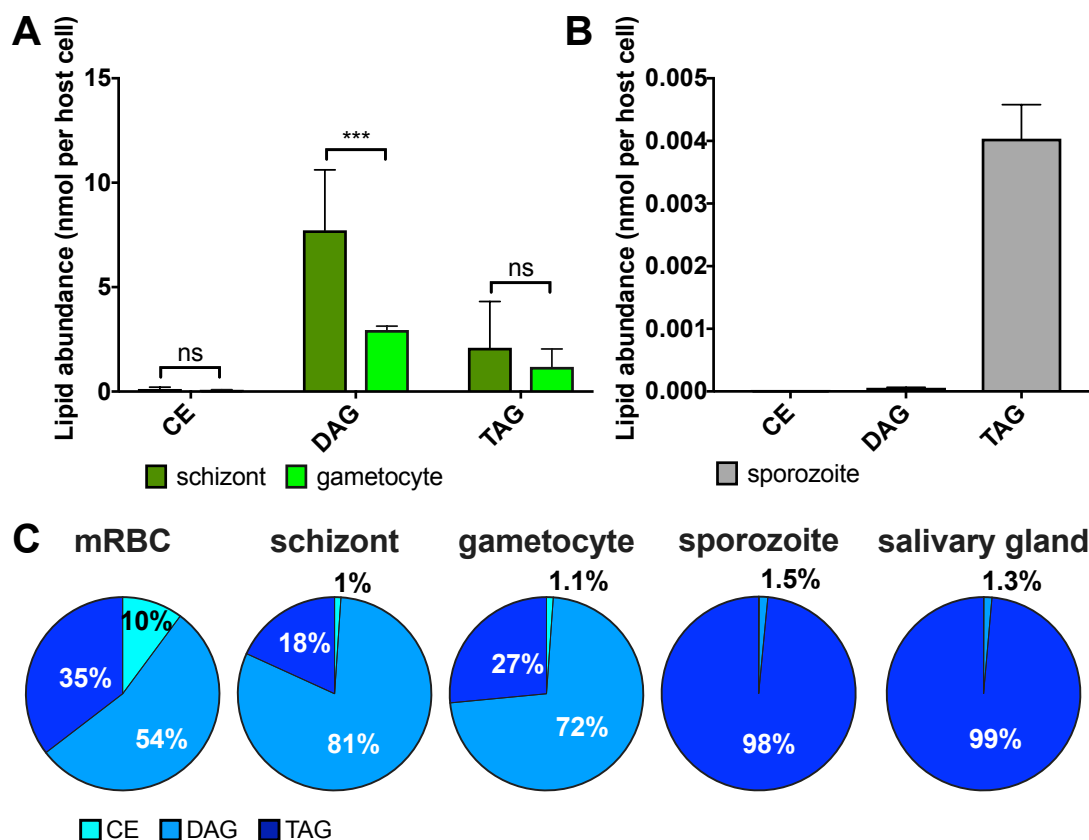 A
Lipid abundance (nmol per host cell)
15
10
5
0
***
ns
ns
CE
DAG
TAG
schizont
gametocyte
B
Lipid abundance (nmol per host cell)
0.005
0.004
0.003
0.002
0.001
0.000
CE
DAG
TAG
sporozoite
C
mRBC
schizont
gametocyte
sporozoite
salivary gland
1%
1.1%
1.5%
1.3%
10%
35%
54%
18%
81%
27%
72%
98%
99%
CE
DAG
TAG